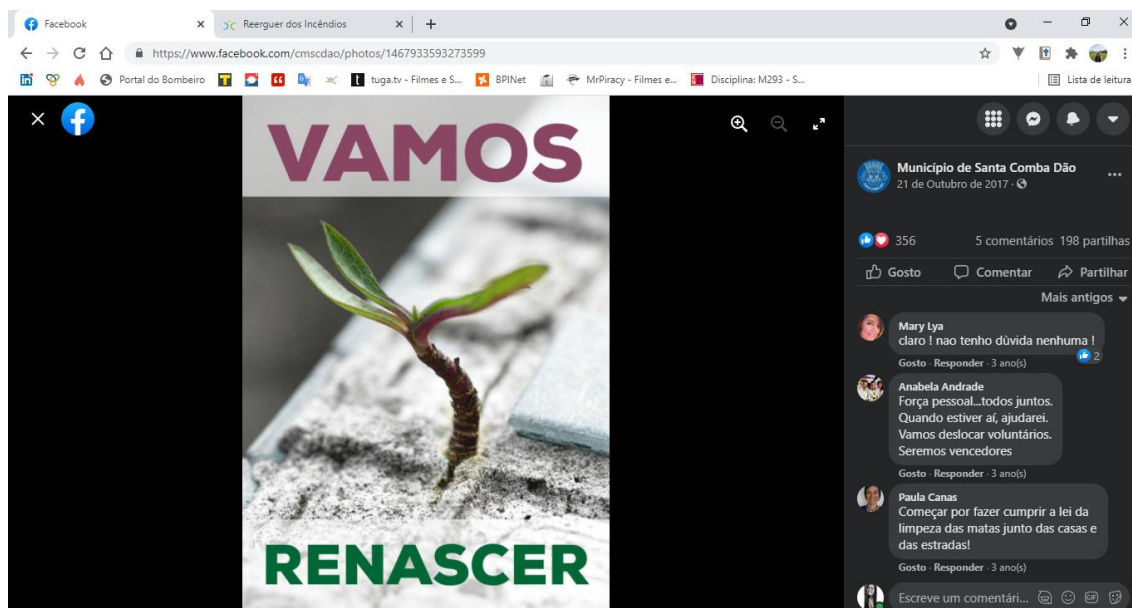 Facebook
Reerguer dos Incêndios
https://www.facebook.com/cmscdao/photos/1467933593273599
Portal do Bombeiro
tuga.tv - Filmes e S...
BPINet
MrPiracy - Filmes e...
Disciplina: M293 - S...
Lista de leitura
VAMOS
RENASCER
Município de Santa Comba Dão
21 de Outubro de 2017 ·
356
5 comentários 198 partilhas
Gosto
Comentar
Partilhar
Mais antigos
Mary Lya
claro ! nao tenho dùvida nenhuma !
2
Gosto · Responder · 3 ano(s)
Anabela Andrade
Força pessoal...todos juntos.
Quando estiver aí, ajudarei.
Vamos deslocar voluntários.
Seremos vencedores
Gosto · Responder · 3 ano(s)
Paula Canas
Começar por fazer cumprir a lei da
limpeza das matas junto das casas e
das estradas!
Gosto · Responder · 3 ano(s)
Escreve um comentári...
GIF